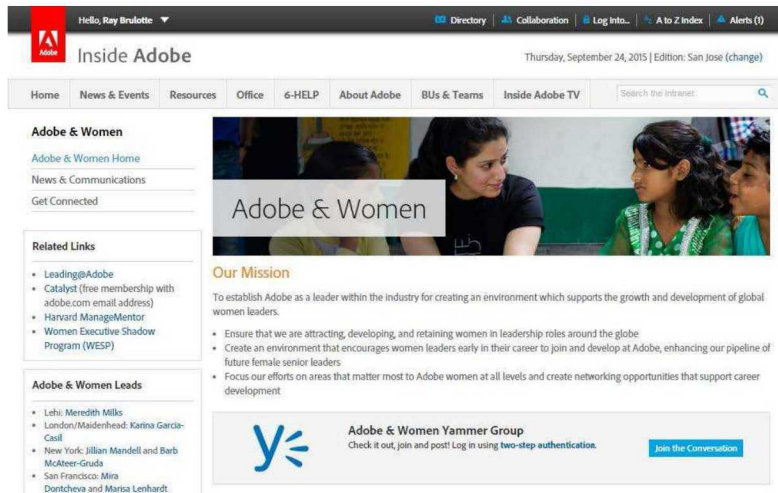 Hello, Ray Brulotte
Directory
Collaboration
Log Into...
A to Z Index
Alerts (1)
Adobe
Inside Adobe
Thursday, September 24, 2015 | Edition: San Jose (change)
Home
News & Events
Resources
Office
6-HELP
About Adobe
BUs & Teams
Inside Adobe TV
Search the Intranet
Adobe & Women
Adobe & Women Home
News & Communications
Get Connected
Related Links
• Leading@Adobe
• Catalyst (free membership with
adobe.com email address)
• Harvard ManageMentor
• Women Executive Shadow
Program (WESP)
Adobe & Women Leads
• Lehi: Meredith Milks
• London/Maidenhead: Karina Garcia-
Casil
• New York: Jillian Mandell and Barb
McAteer-Gruda
• San Francisco: Mira
Dontcheva and Marisa Lenhardt
Adobe & Women
Our Mission
To establish Adobe as a leader within the industry for creating an environment which supports the growth and development of global
women leaders.
• Ensure that we are attracting, developing, and retaining women in leadership roles around the globe
• Create an environment that encourages women leaders early in their career to join and develop at Adobe, enhancing our pipeline of
future female senior leaders
• Focus our efforts on areas that matter most to Adobe women at all levels and create networking opportunities that support career
development
Adobe & Women Yammer Group
Check it out, join and post! Log in using two-step authentication.
Join the Conversation